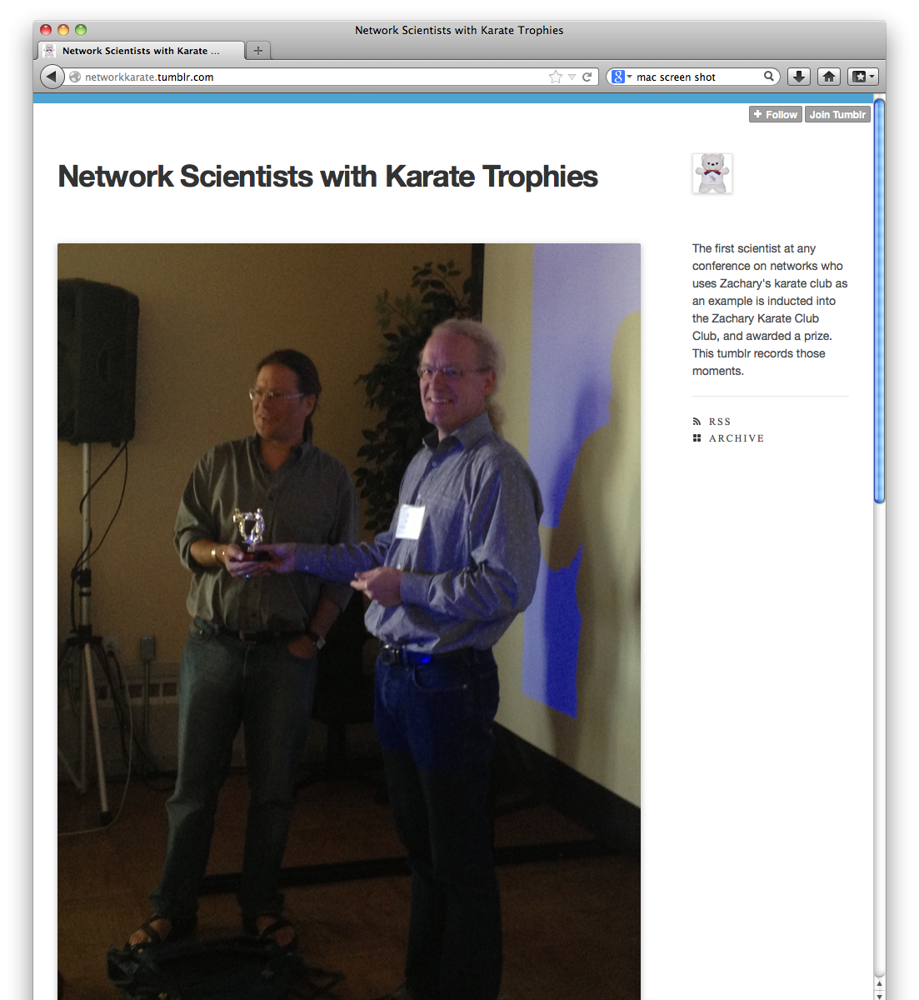 Network Scientists with Karate Trophies
Network Scientists with Karate ...
networkkarate.tumblr.com
8
mac screen shot
Follow
Join Tumblr
Network Scientists with Karate Trophies
The first scientist at any
conference on networks who
uses Zachary's karate club as
an example is inducted into
the Zachary Karate Club
Club, and awarded a prize.
This tumblr records those
moments.
RSS
ARCHIVE